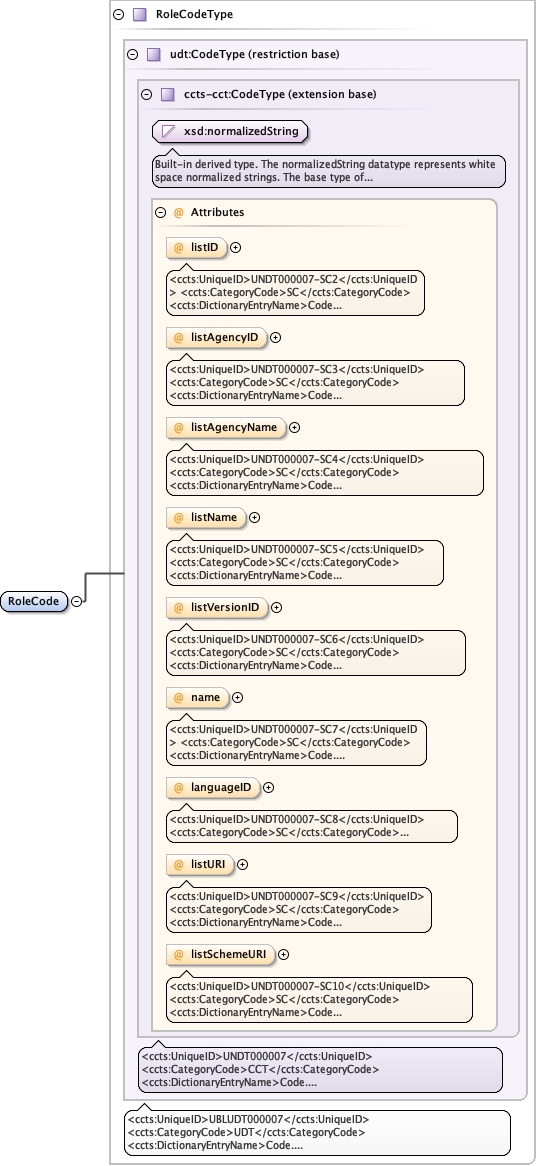 RoleCodeType
udt:CodeType (restriction base)
ccts-cct:CodeType (extension base)
xsd:normalizedString
Built-in derived type. The normalizedString datatype represents white
space normalized strings. The base type of...
@ Attributes
@ listID
<ccts:UniqueID>UNDT000007-SC2</ccts:UniqueID
> <ccts:CategoryCode>SC</ccts:CategoryCode>
<ccts:DictionaryEntryName>Code...
@ listAgencyID
<ccts:UniqueID>UNDT000007-SC3</ccts:UniqueID>
<ccts:CategoryCode>SC</ccts:CategoryCode>
<ccts:DictionaryEntryName>Code...
@ listAgencyName
<ccts:UniqueID>UNDT000007-SC4</ccts:UniqueID>
<ccts:CategoryCode>SC</ccts:CategoryCode>
<ccts:DictionaryEntryName>Code...
@ listName
<ccts:UniqueID>UNDT000007-SC5</ccts:UniqueID>
<ccts:CategoryCode>SC</ccts:CategoryCode>
<ccts:DictionaryEntryName>Code...
RoleCode
@ listVersionID
<ccts:UniqueID>UNDT000007-SC6</ccts:UniqueID>
<ccts:CategoryCode>SC</ccts:CategoryCode>
<ccts:DictionaryEntryName>Code...
@ name
<ccts:UniqueID>UNDT000007-SC7</ccts:UniqueID
> <ccts:CategoryCode>SC</ccts:CategoryCode>
<ccts:DictionaryEntryName>Code....
@ languageID
<ccts:UniqueID>UNDT000007-SC8</ccts:UniqueID>
<ccts:CategoryCode>SC</ccts:CategoryCode>...
@ listURI
<ccts:UniqueID>UNDT000007-SC9</ccts:UniqueID>
<ccts:CategoryCode>SC</ccts:CategoryCode>
<ccts:DictionaryEntryName>Code...
@ listSchemeURI
<ccts:UniqueID>UNDT000007-SC10</ccts:UniqueID>
<ccts:CategoryCode>SC</ccts:CategoryCode>
<ccts:DictionaryEntryName>Code...
<ccts:UniqueID>UNDT000007</ccts:UniqueID>
<ccts:CategoryCode>CCT</ccts:CategoryCode>
<ccts:DictionaryEntryName>Code....
<ccts:UniqueID>UBLUDT000007</ccts:UniqueID>
<ccts:CategoryCode>UDT</ccts:CategoryCode>
<ccts:DictionaryEntryName>Code....